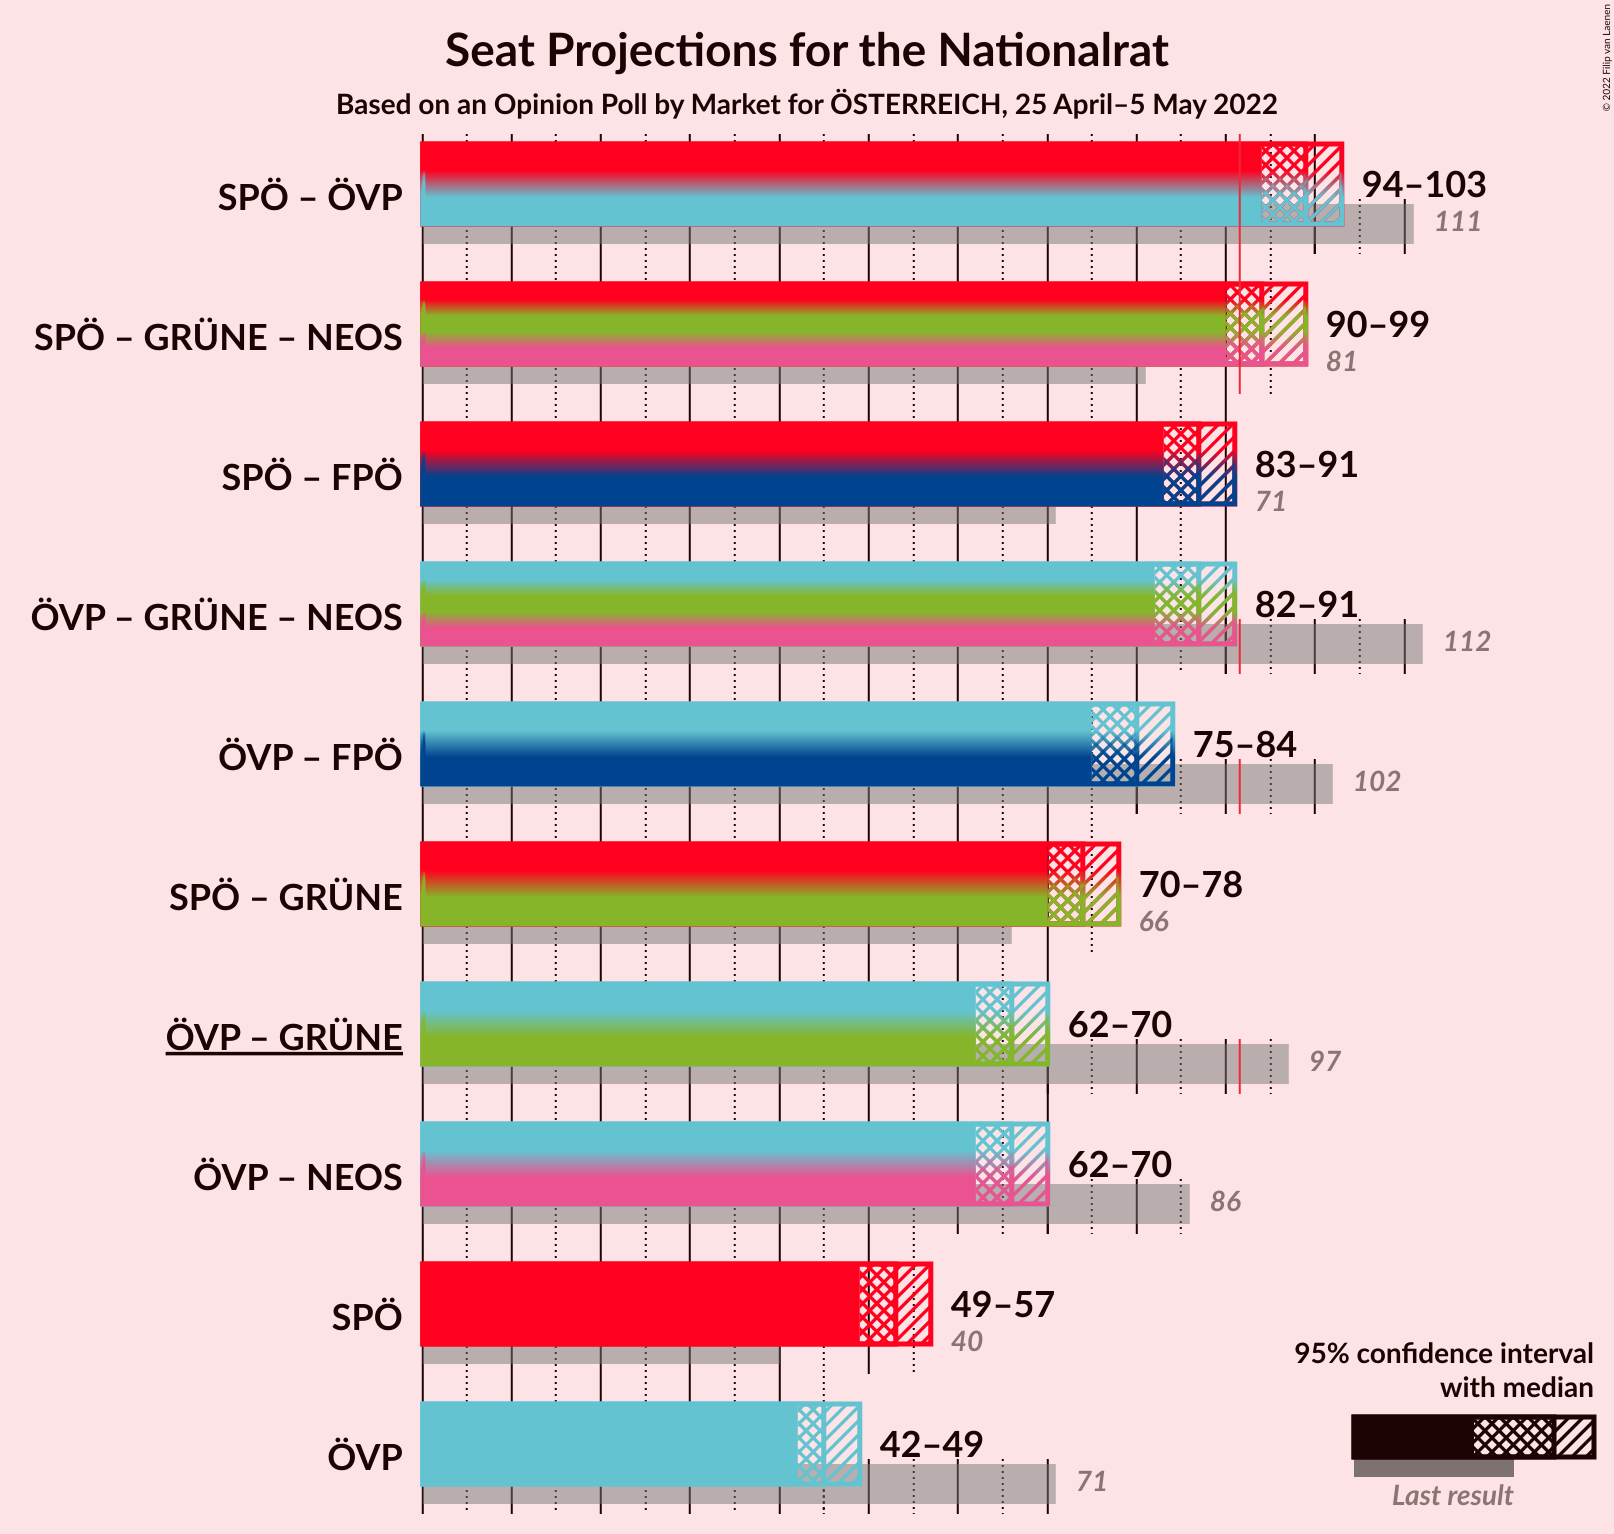 Seat Projections for the Nationalrat
Based on an Opinion Poll by Market for ÖSTERREICH, 25 April–5 May 2022
© 2022 Filip van Laenen
SPÖ – ÖVP
94–103
111
SPÖ – GRÜNE – NEOS
90–99
81
SPÖ – FPÖ
83–91
71
ÖVP – GRÜNE – NEOS
82–91
112
ÖVP – FPÖ
75–84
102
SPÖ – GRÜNE
70–78
66
ÖVP – GRÜNE
62–70
97
ÖVP – NEOS
62–70
86
SPÖ
49–57
40
ÖVP
42–49
71
95% confidence interval
with median
Last result